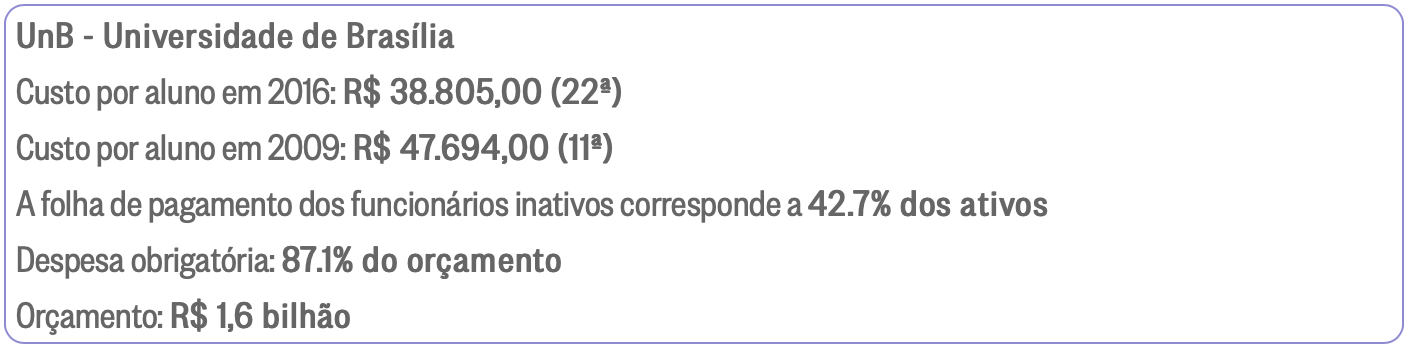 UnB - Universidade de Brasília
Custo por aluno em 2016: R$ 38.805,00 (22ª)
Custo por aluno em 2009: R$ 47.694,00 (11ª)
A folha de pagamento dos funcionários inativos corresponde a 42.7% dos ativos
Despesa obrigatória: 87.1% do orçamento
Orçamento: R$ 1,6 bilhão